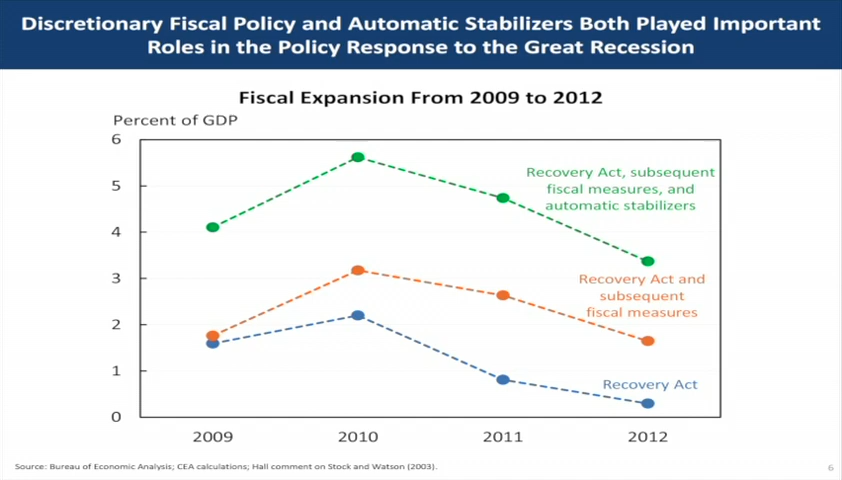 Discretionary Fiscal Policy and Automatic Stabilizers Both Played Important
Roles in the Policy Response to the Great Recession
Fiscal Expansion From 2009 to 2012
Percent of GDP
6
5
4
3
2
1
0
Recovery Act, subsequent
fiscal measures, and
automatic stabilizers
Recovery Act and
subsequent
fiscal measures
Recovery Act
2009 2010 2011 2012
Source: Bureau of Economic Analysis; CEA calculations; Hall comment on Stock and Watson (2003).
6